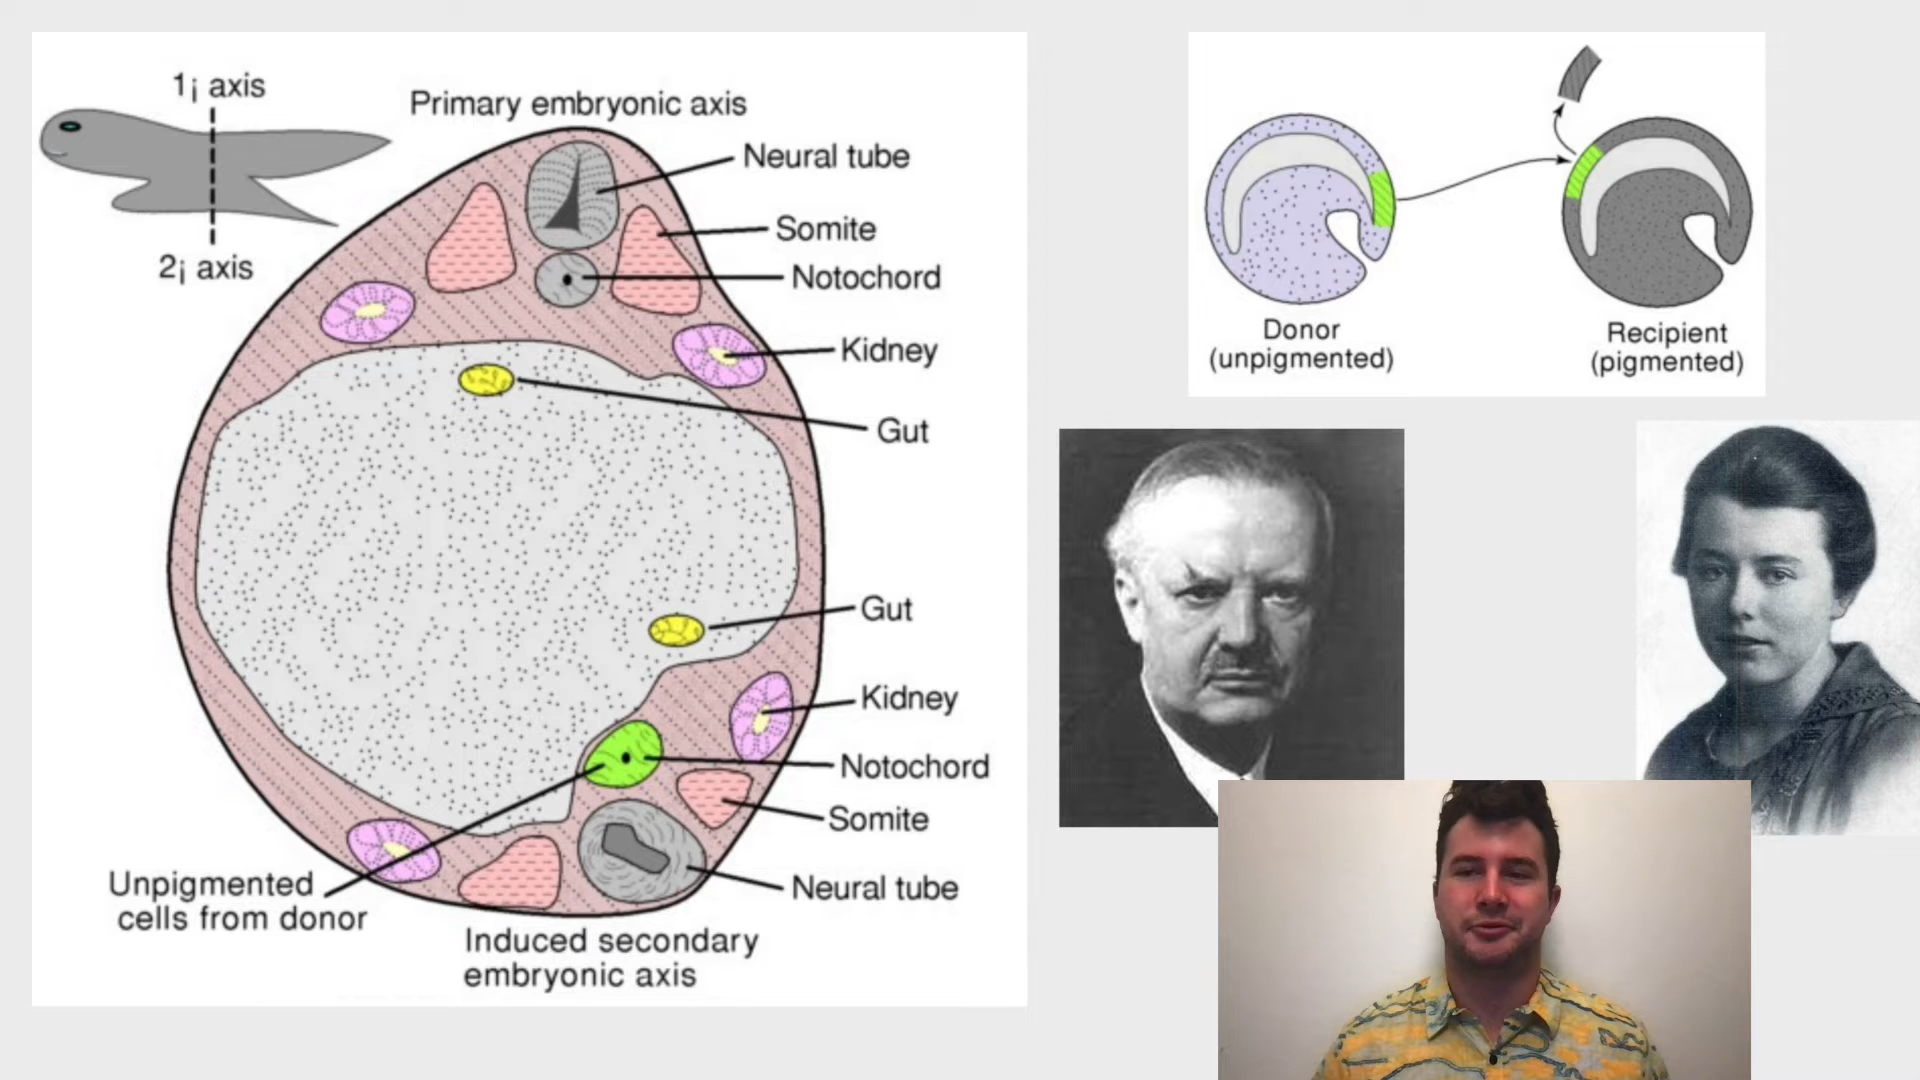 1¡ axis
2¡ axis
Primary embryonic axis
Neural tube
Somite
Notochord
Kidney
Gut
Gut
Kidney
Notochord
Somite
Neural tube
Unpigmented
cells from donor
Induced secondary
embryonic axis
Donor
(unpigmented)
Recipient
(pigmented)